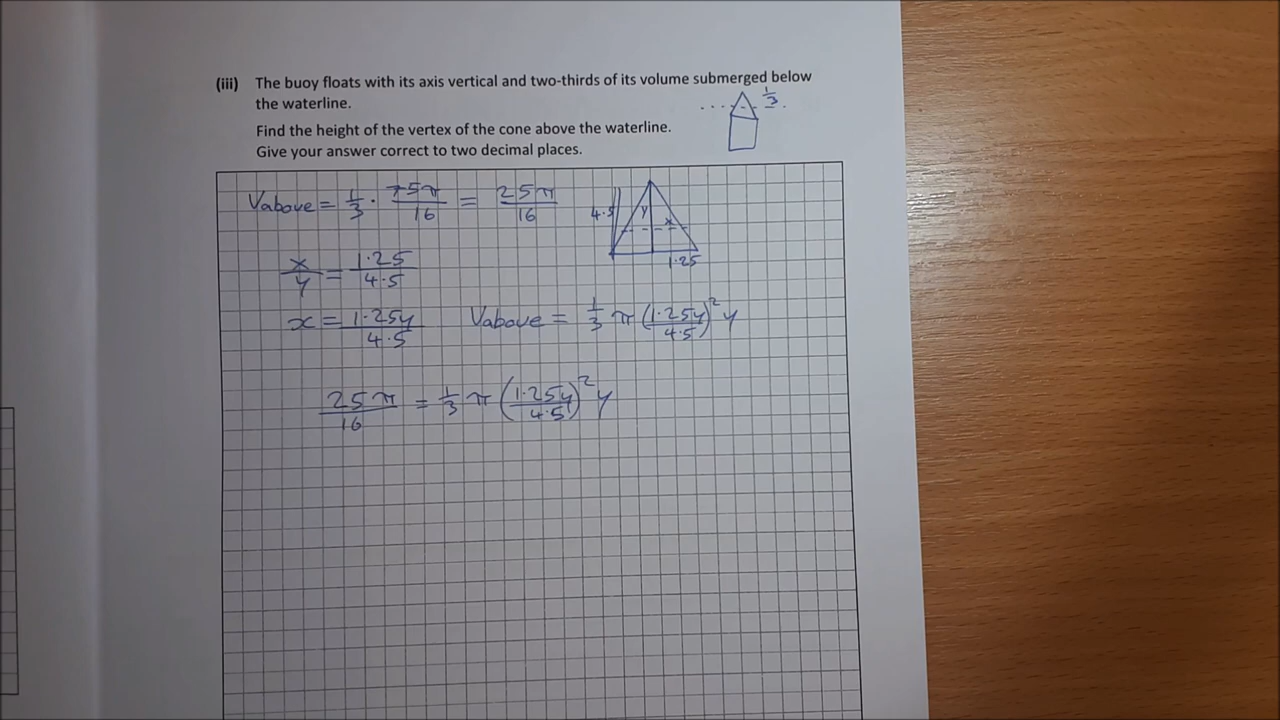 (iii) The buoy floats with its axis vertical and two-thirds of its volume submerged below
the waterline.
1/3
Find the height of the vertex of the cone above the waterline.
Give your answer correct to two decimal places.
Vabove = 1/3 · 75π/16 = 25π/16
4.5 y x
1.25
x/y = 1.25/4.5
x = 1.25y/4.5 Vabove = 1/3 π (1.25y/4.5)² y
25π/16 = 1/3 π (1.25y/4.5)² y